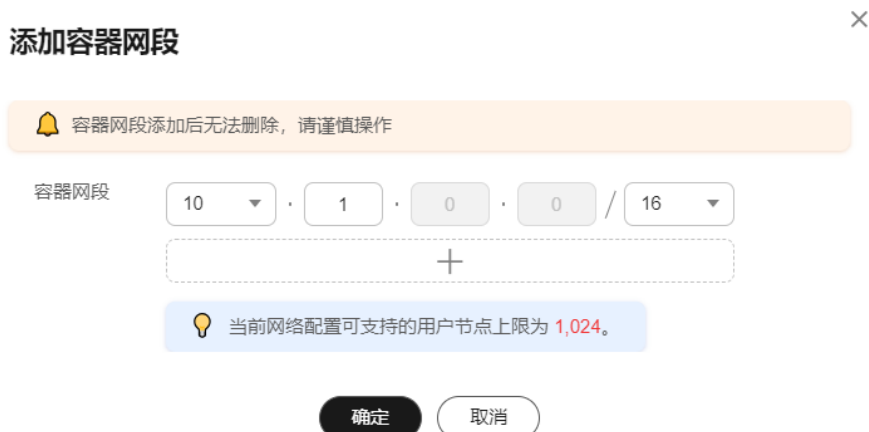 添加容器网段
容器网段添加后无法删除，请谨慎操作
容器网段 10 · 1 · 0 · 0 / 16
+
当前网络配置可支持的用户节点上限为 1,024。
确定 取消